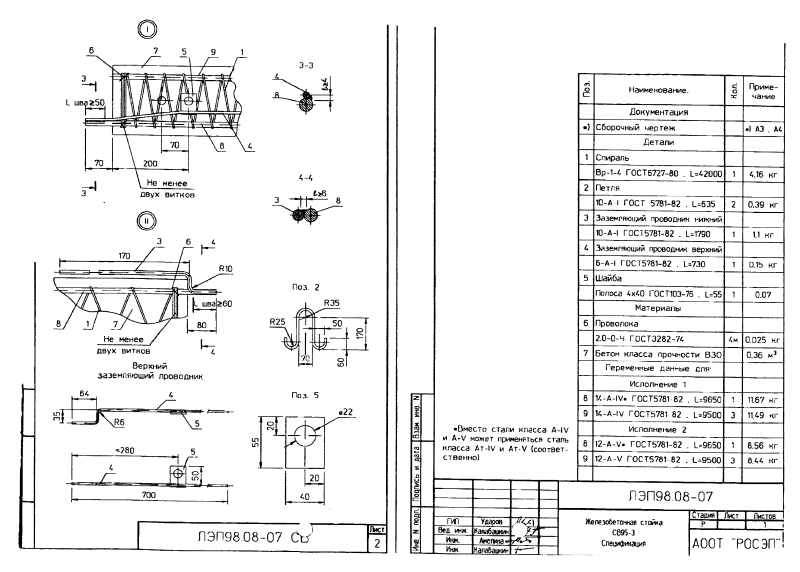 I
6
7
5
9
1
3
L шва≥50
70
70
200
8
4
3
Не менее
двух витков
3-3
4
8
h≥4
4-4
h≥6
3
8
II
170
3
6
4
R10
L шва≥60
8
1
7
80
4
Не менее
двух витков
Верхний
заземляющий проводник
Поз. 2
R35
R25
50
170
60
70
64
4
35
R6
5
≈280
4
5
50
700
Поз. 5
ø22
20
55
20
40
ЛЭП98.08-07 СБ
Лист
2
Поз. Наименование. Кол. Приме-
чание
Документация
*) Сборочный чертеж *) А3 , А4
Детали
1 Спираль
Вр-1-4 ГОСТ6727-80 . L=42000 1 4.16 кг
2 Петля
10-А-I ГОСТ 5781-82 . L=635 2 0.39 кг
3 Заземляющий проводник нижний
10-А-I ГОСТ5781-82 . L=1790 1 1,1 кг
4 Заземляющий проводник верхний
6-А-I ГОСТ5781-82 . L=730 1 0.15 кг
5 Шайба
Полоса 4х40 ГОСТ103-76 . L=55 1 0.07
Материалы
6 Проволока
2.0-0-Ч ГОСТ3282-74 4м 0.025 кг
7 Бетон класса прочности В30 0,36 м³
Переменные данные для:
Исполнение 1
8 14-А-IV* ГОСТ5781-82 . L=9650 1 11.67 кг
9 14-А-IV ГОСТ5781-82 . L=9500 3 11,49 кг
Исполнение 2
8 12-А-V* ГОСТ5781-82 . L=9650 1 8,56 кг
9 12-А-V ГОСТ5781-82 . L=9500 3 8.44 кг
*Вместо стали класса А-IV
и А-V может применяться сталь
класса Ат-IV и Ат-V (соответ-
ственно)
Взам инв. N
Подпись и дата
Инв. N подл.
ЛЭП98.08-07
ГИП Ударов
Вед. инж. Калабашкин
Инж. Амелина
Инж. Калабашкин
Железобетонная стойка
СВ95-3
Спецификация
Стадия Лист Листов
Р 1
АООТ "РОСЭП"